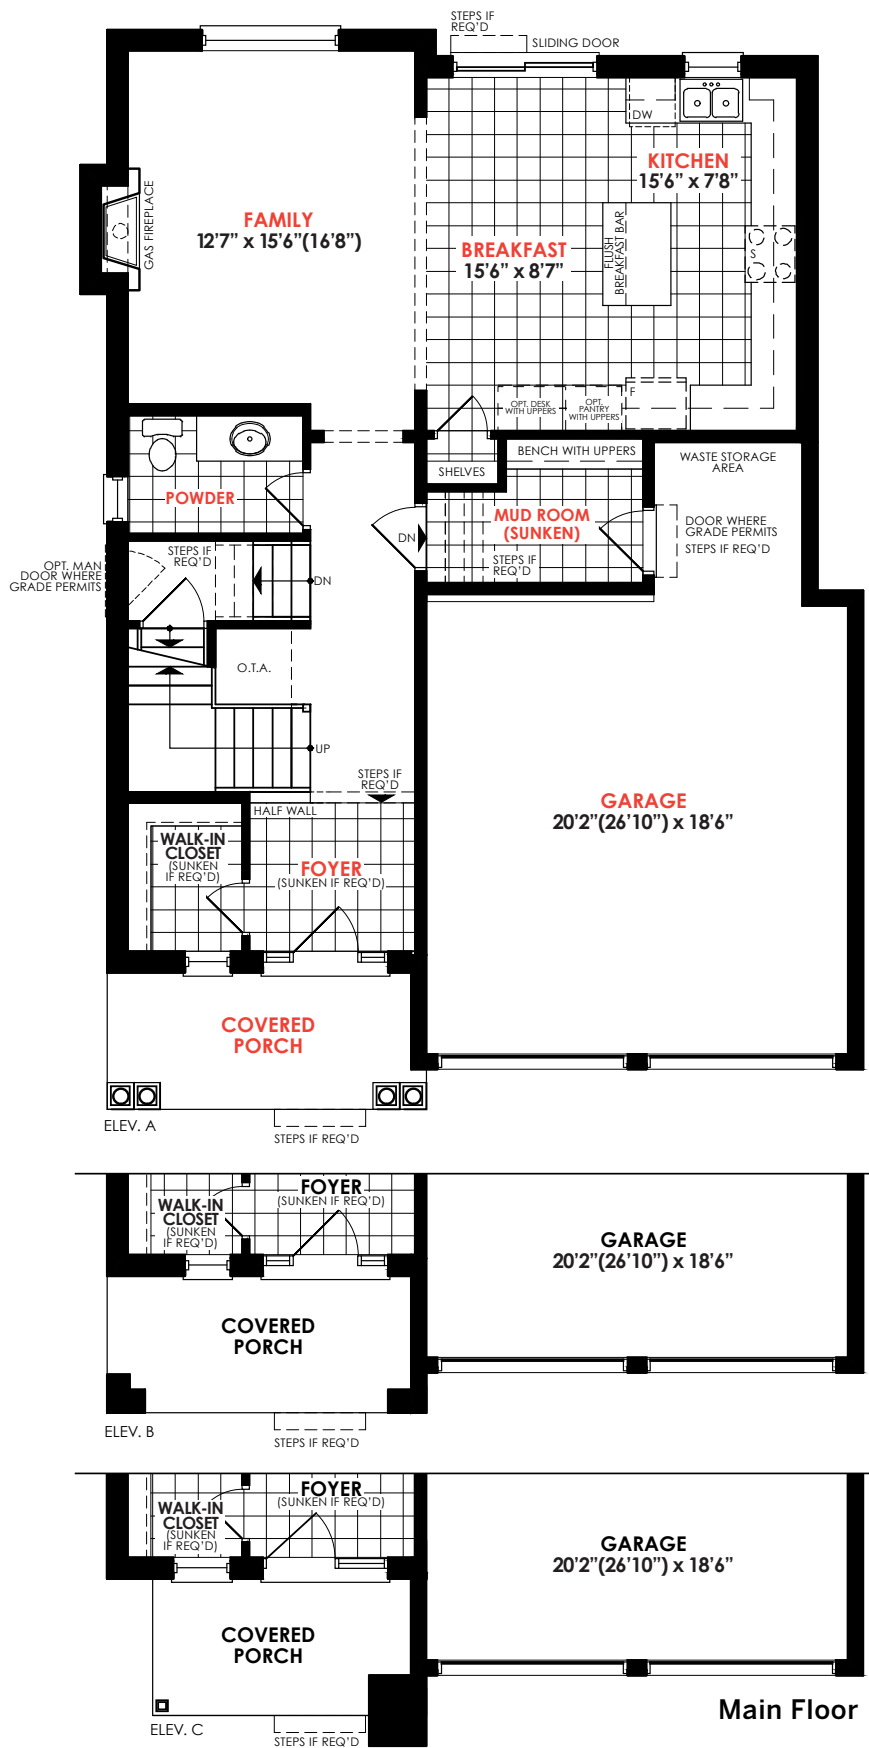 STEPS IF
REQ'D
SLIDING DOOR
DW
KITCHEN
15'6" x 7'8"
GAS FIREPLACE
FAMILY
12'7" x 15'6"(16'8")
BREAKFAST
15'6" x 8'7"
FLUSH
BREAKFAST BAR
S
F
OPT. DESK
WITH UPPERS
OPT.
PANTRY
WITH UPPERS
SHELVES
BENCH WITH UPPERS
WASTE STORAGE
AREA
POWDER
MUD ROOM
(SUNKEN)
DN
STEPS IF
REQ'D
DOOR WHERE
GRADE PERMITS
STEPS IF REQ'D
OPT. MAN
DOOR WHERE
GRADE PERMITS
STEPS IF
REQ'D
DN
O.T.A.
UP
STEPS IF
REQ'D
HALF WALL
WALK-IN
CLOSET
(SUNKEN
IF REQ'D)
FOYER
(SUNKEN IF REQ'D)
GARAGE
20'2"(26'10") x 18'6"
COVERED
PORCH
ELEV. A
STEPS IF REQ'D
FOYER
(SUNKEN IF REQ'D)
WALK-IN
CLOSET
(SUNKEN
IF REQ'D)
GARAGE
20'2"(26'10") x 18'6"
COVERED
PORCH
ELEV. B
STEPS IF REQ'D
FOYER
(SUNKEN IF REQ'D)
WALK-IN
CLOSET
(SUNKEN
IF REQ'D)
GARAGE
20'2"(26'10") x 18'6"
COVERED
PORCH
ELEV. C
STEPS IF REQ'D
Main Floor